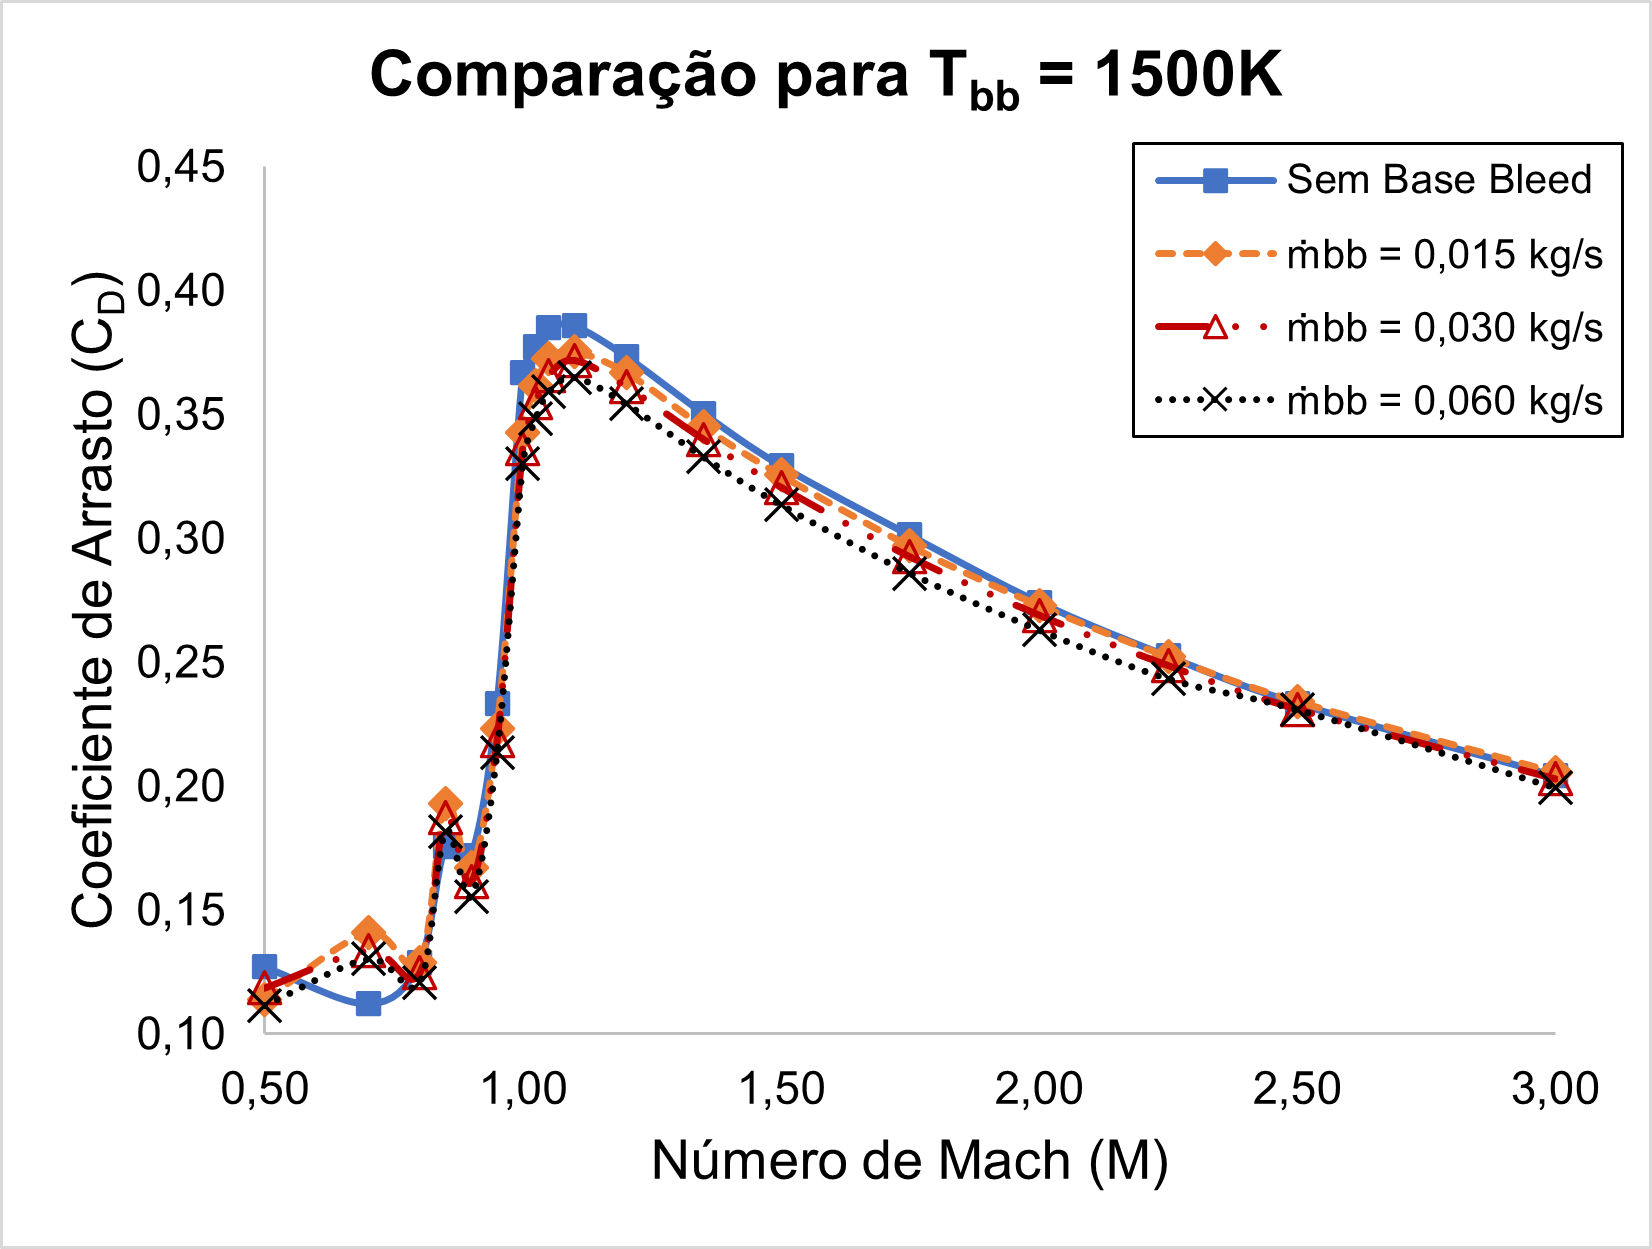 Comparação para Tbb = 1500K
0,45
0,40
0,35
0,30
0,25
0,20
0,15
0,10
Coeficiente de Arrasto (CD)
Sem Base Bleed
ṁbb = 0,015 kg/s
ṁbb = 0,030 kg/s
ṁbb = 0,060 kg/s
0,50 1,00 1,50 2,00 2,50 3,00
Número de Mach (M)